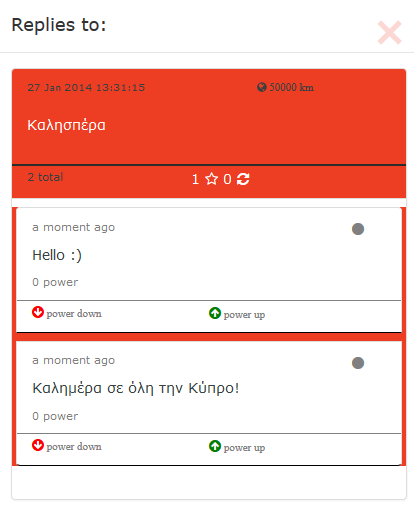 Replies to:
27 Jan 2014 13:31:15 50000 km
Καλησπέρα
2 total 1 0
a moment ago
Hello :)
0 power
power down power up
a moment ago
Καλημέρα σε όλη την Κύπρο!
0 power
power down power up